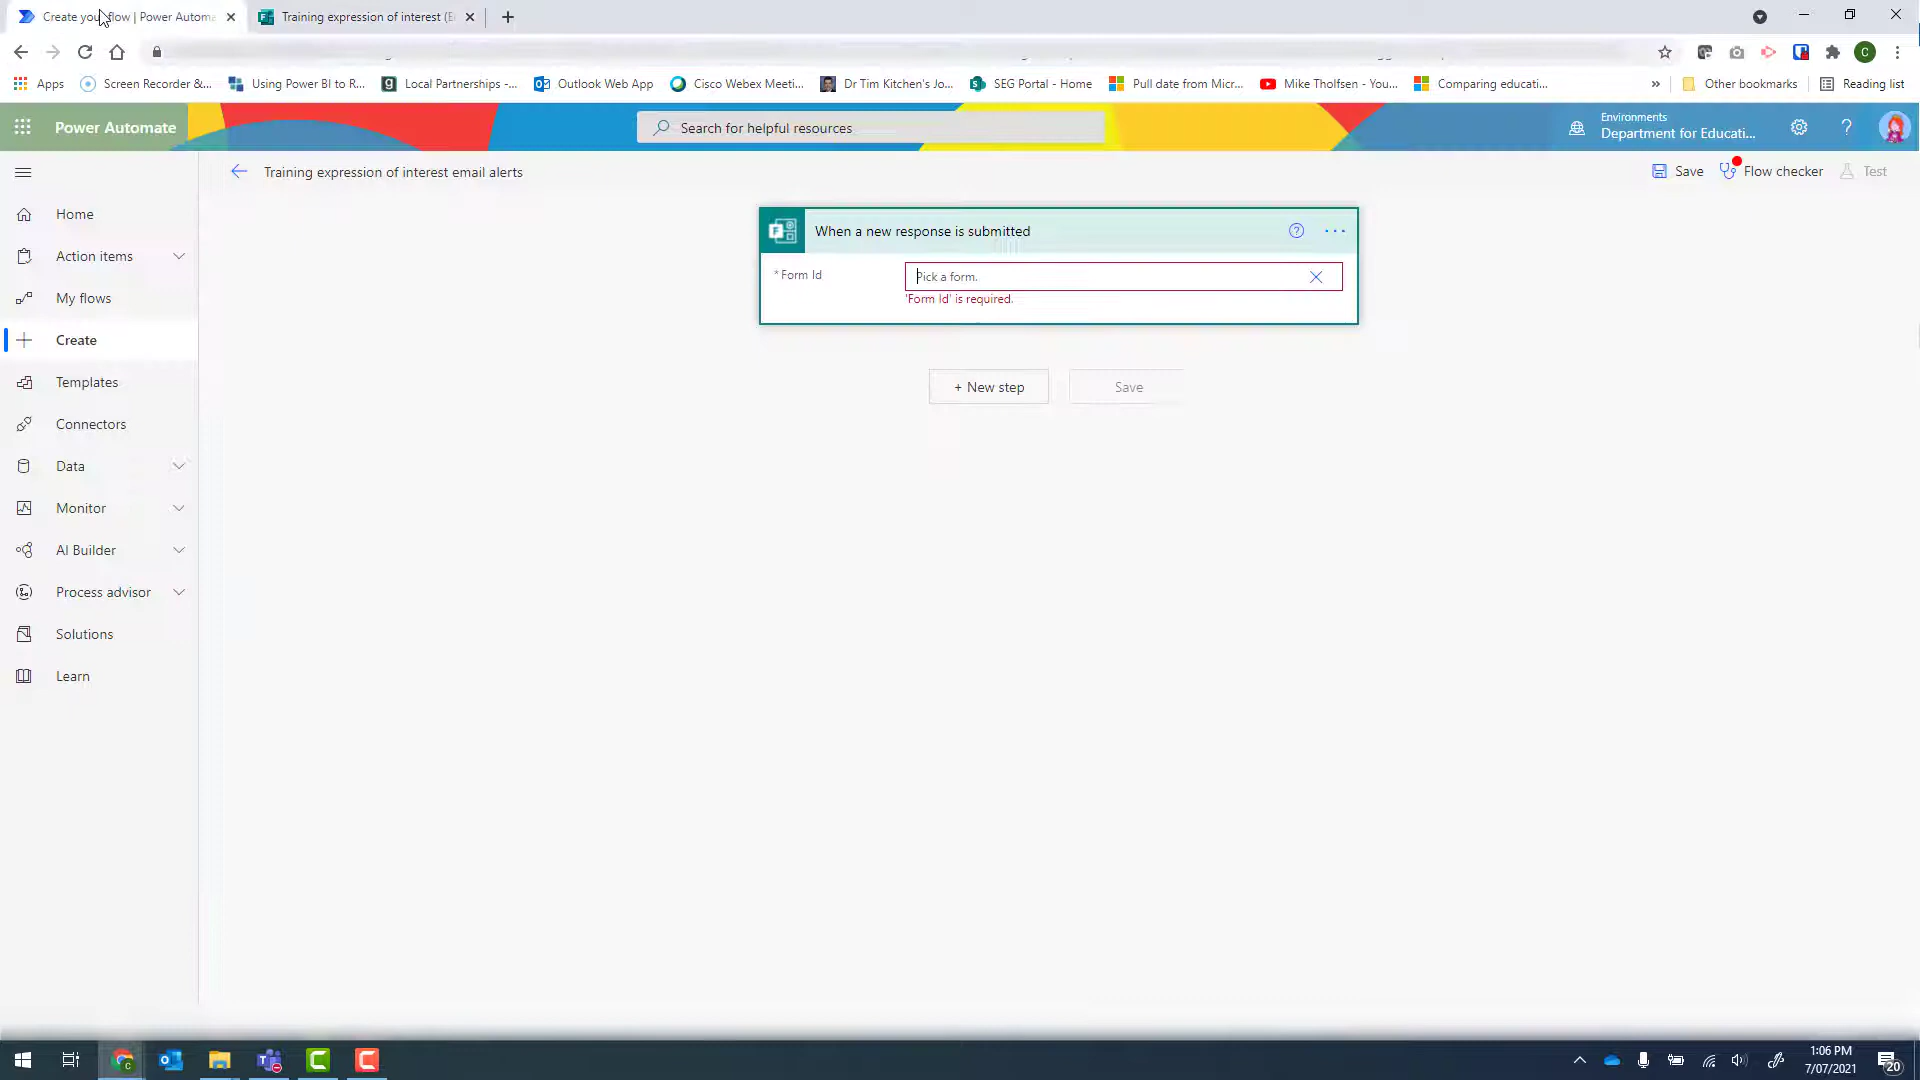 Create your flow | Power Automa
Training expression of interest (E
Apps
Screen Recorder &...
Using Power BI to R...
Local Partnerships -...
Outlook Web App
Cisco Webex Meeti...
Dr Tim Kitchen's Jo...
SEG Portal - Home
Pull date from Micr...
Mike Tholfsen - You...
Comparing educati...
»
Other bookmarks
Reading list
Power Automate
Search for helpful resources
Environments
Department for Educati...
Training expression of interest email alerts
Save
Flow checker
Test
Home
Action items
My flows
Create
Templates
Connectors
Data
Monitor
AI Builder
Process advisor
Solutions
Learn
When a new response is submitted
* Form Id
Pick a form.
'Form Id' is required.
+ New step
Save
1:06 PM
7/07/2021
20